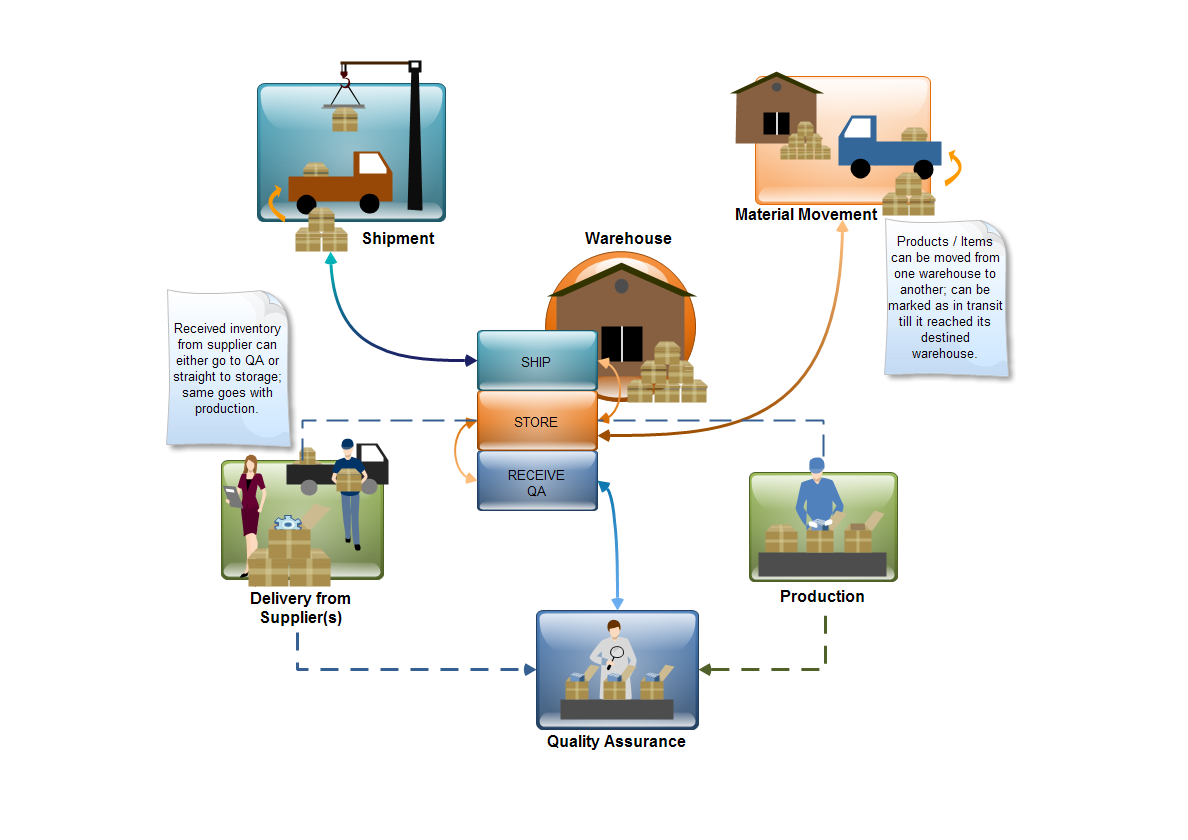 Shipment
Warehouse
Material Movement
Products / Items
can be moved from
one warehouse to
another; can be
marked as in transit
till it reached its
destined
warehouse.
Received inventory
from supplier can
either go to QA or
straight to storage;
same goes with
production.
SHIP
STORE
RECEIVE
QA
Delivery from
Supplier(s)
Production
Quality Assurance